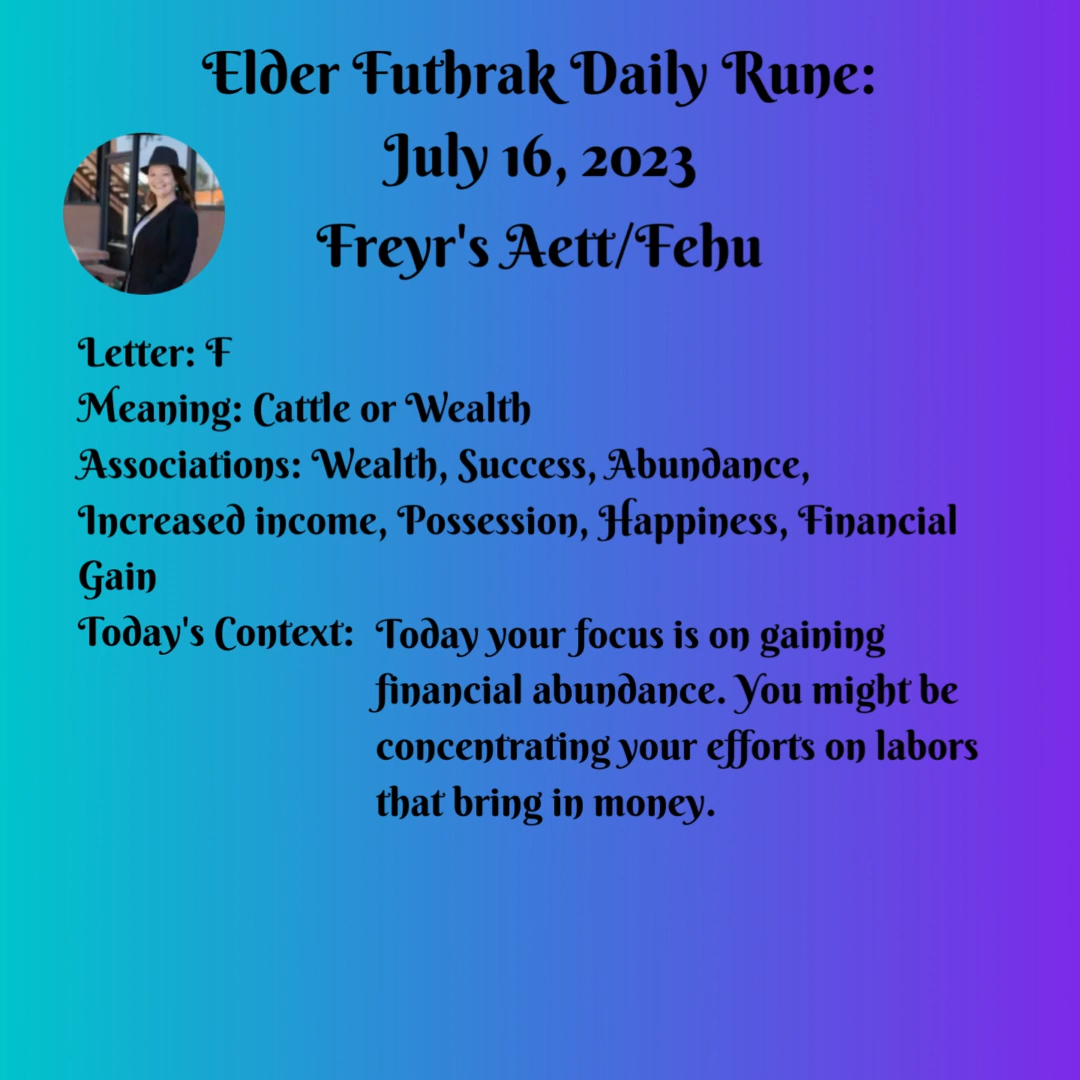 Elder Futhrak Daily Rune:
July 16, 2023
Freyr's Aett/Fehu
Letter: F
Meaning: Cattle or Wealth
Associations: Wealth, Success, Abundance,
Increased income, Possession, Happiness, Financial
Gain
Today's Context: Today your focus is on gaining
financial abundance. You might be
concentrating your efforts on labors
that bring in money.